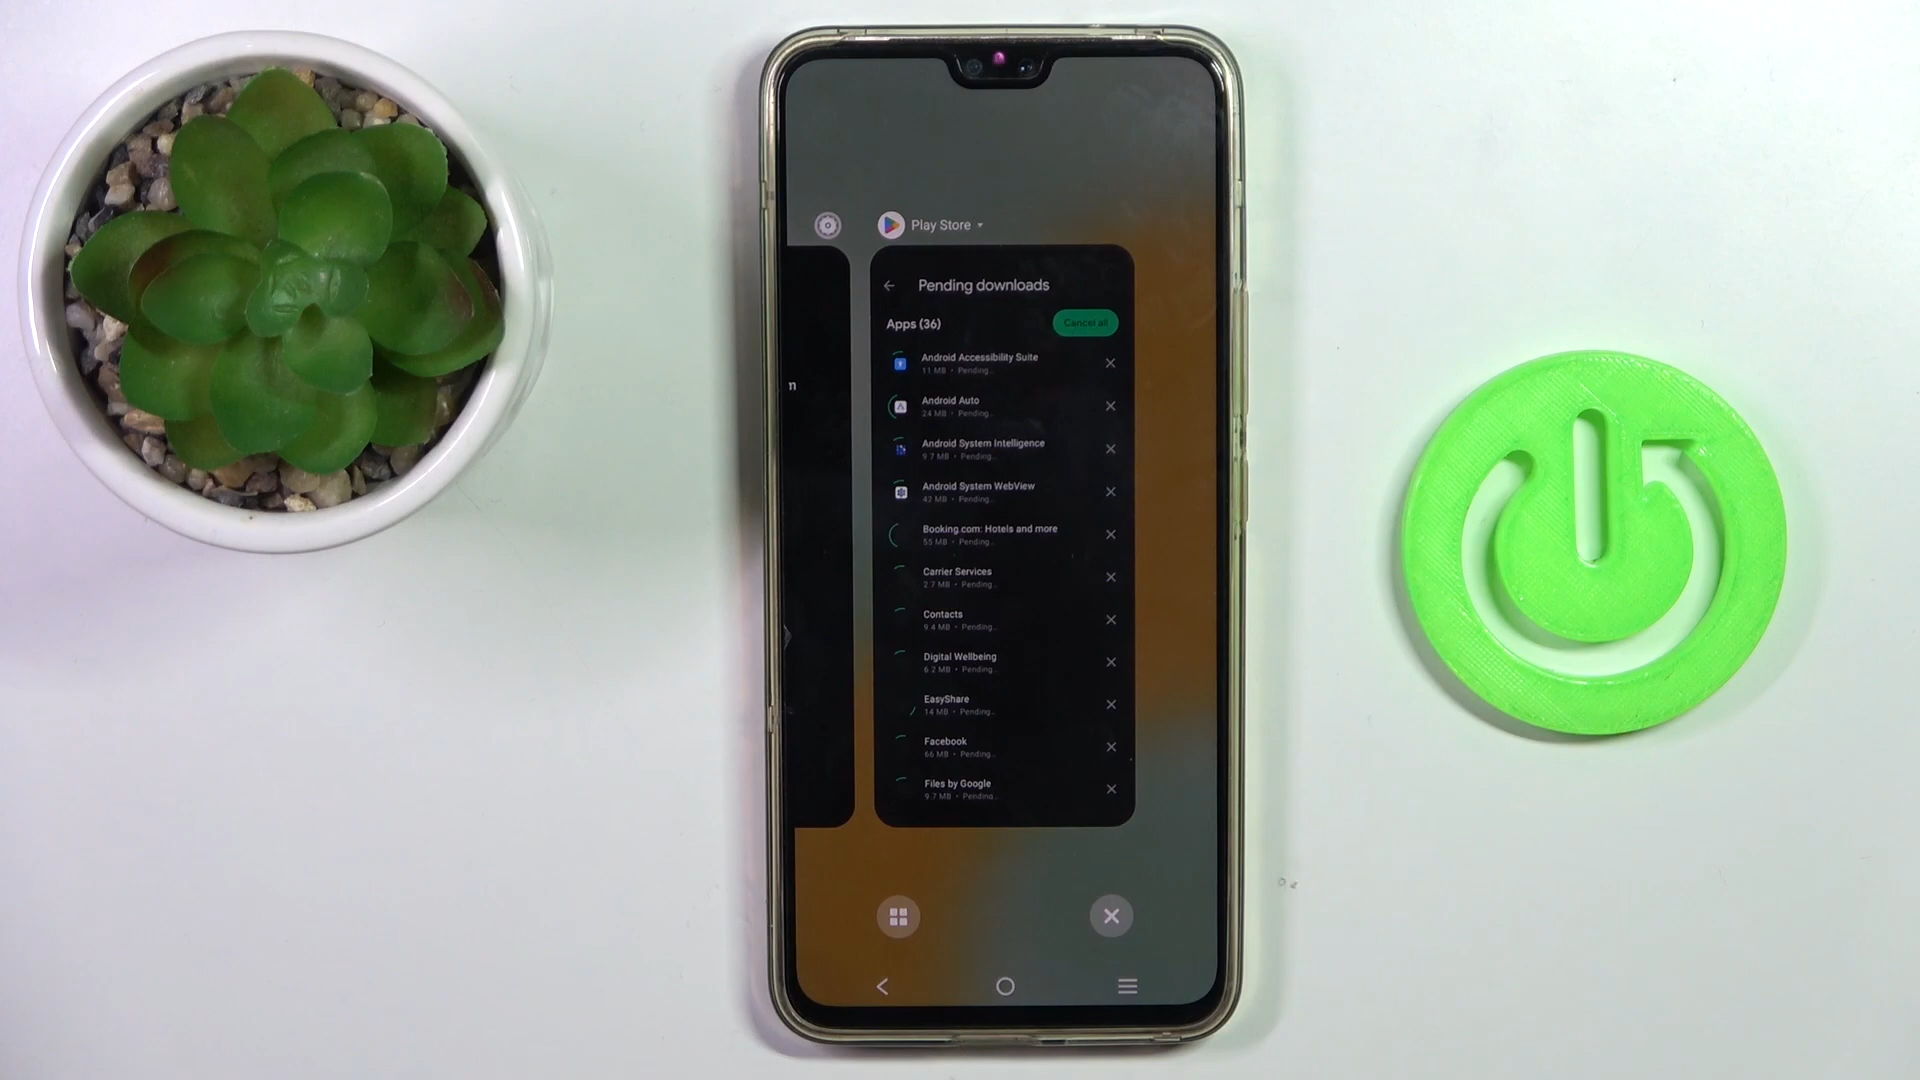 Play Store
n
Pending downloads
Apps (36)
Cancel all
Android Accessibility Suite
11 MB • Pending...
Android Auto
24 MB • Pending...
Android System Intelligence
9.7 MB • Pending...
Android System WebView
42 MB • Pending...
Booking.com: Hotels and more
55 MB • Pending...
Carrier Services
2.7 MB • Pending...
Contacts
9.4 MB • Pending...
Digital Wellbeing
6.2 MB • Pending...
EasyShare
14 MB • Pending...
Facebook
66 MB • Pending...
Files by Google
9.7 MB • Pending...